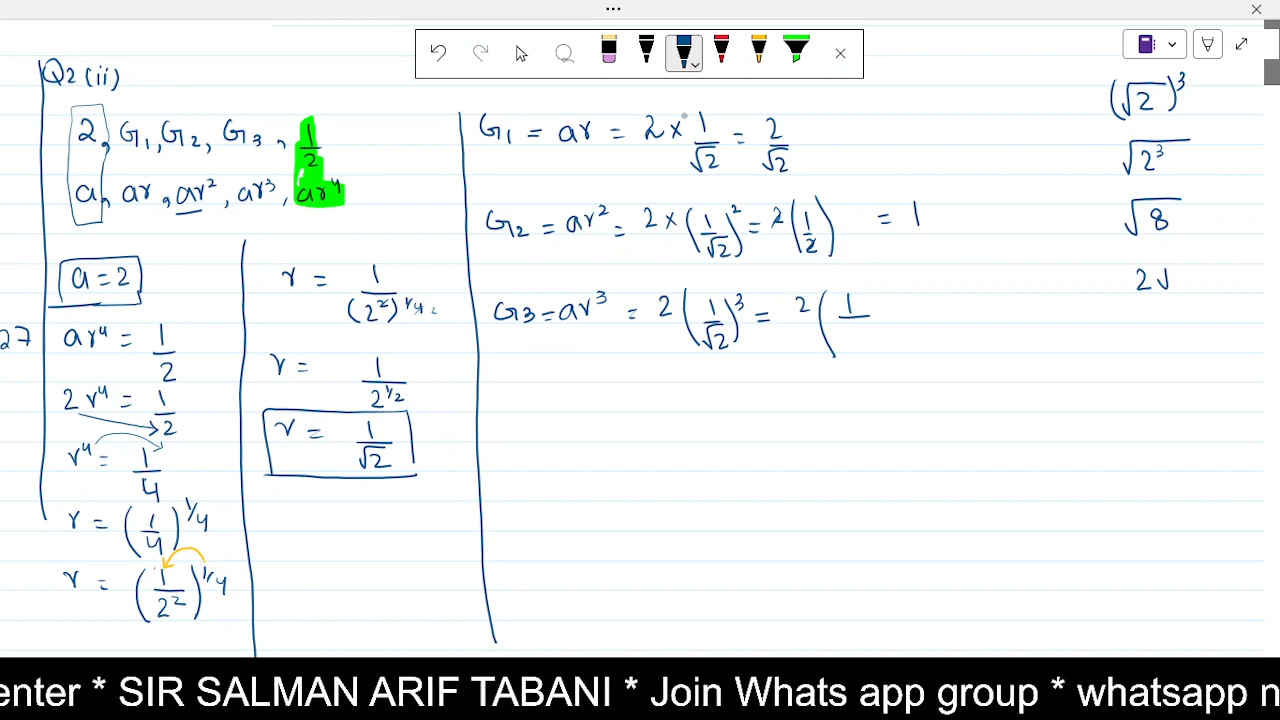 Q2 (ii)
2, G₁, G₂, G₃, 1/2
a, ar, ar², ar³, ar⁴
a = 2
27
ar⁴ = 1/2
2r⁴ = 1/2
r⁴ = 1/4
r = (1/4)^1/4
r = (1/2²)^1/4
r = 1/(2²)^1/4
r = 1/2^1/2
r = 1/√2
G₁ = ar = 2 × 1/√2 = 2/√2
G₂ = ar² = 2 × (1/√2)² = 2(1/2) = 1
G3 = ar³ = 2(1/√2)³ = 2(1/
(√2)³
√2³
√8
2√
enter * SIR SALMAN ARIF TABANI * Join Whats app group * whatsapp n